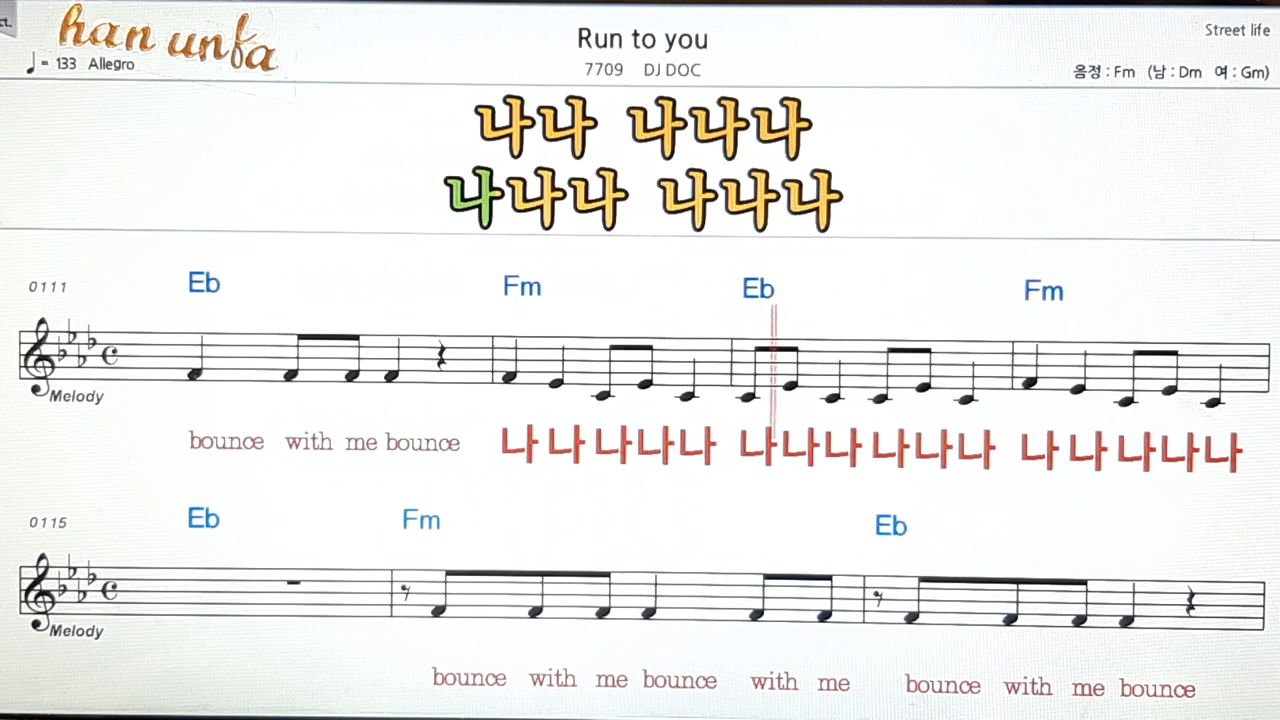 ct.
han unfa
Run to you
Street life
♩ = 133 Allegro
7709 DJ DOC
음정 : Fm (남 : Dm 여 : Gm)
나나 나나나
나나나 나나나
0111 Eb Fm Eb Fm
Melody
bounce with me bounce 나 나 나 나 나 나 나 나 나 나 나 나 나 나 나 나
0115 Eb Fm Eb
Melody
bounce with me bounce with me bounce with me bounce